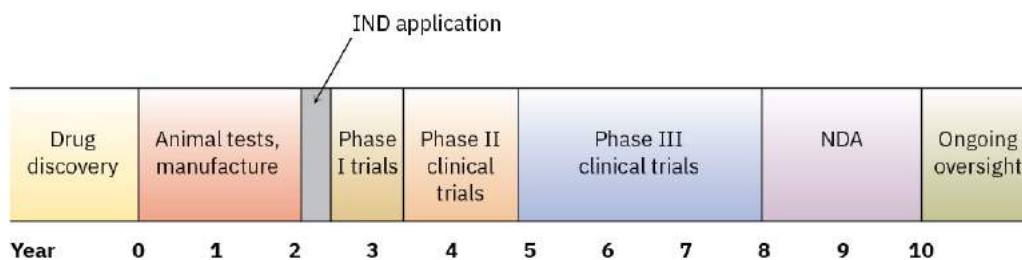 IND application
Drug
discovery
Animal tests,
manufacture
Phase
I trials
Phase II
clinical
trials
Phase III
clinical trials
NDA
Ongoing
oversight
Year 0 1 2 3 4 5 6 7 8 9 10